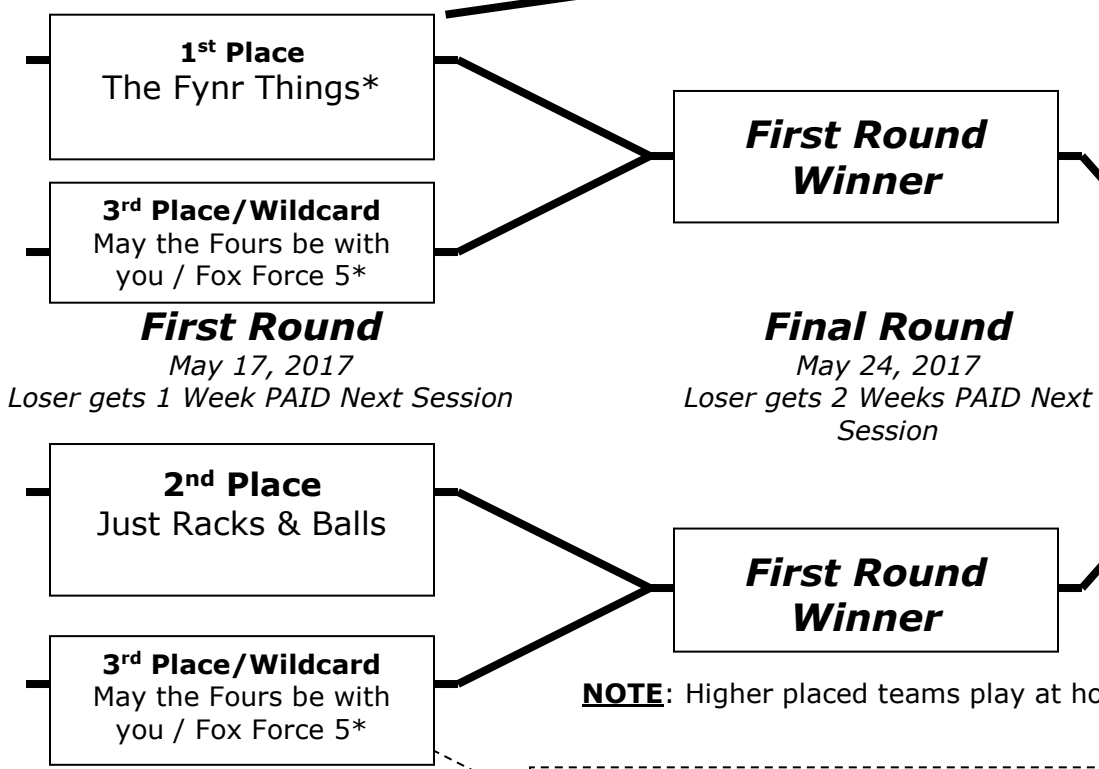 1st Place
The Fynr Things*
First Round
Winner
3rd Place/Wildcard
May the Fours be with
you / Fox Force 5*
First Round
May 17, 2017
Loser gets 1 Week PAID Next Session
Final Round
May 24, 2017
Loser gets 2 Weeks PAID Next
Session
2nd Place
Just Racks & Balls
First Round
Winner
3rd Place/Wildcard
May the Fours be with
you / Fox Force 5*
NOTE: Higher placed teams play at